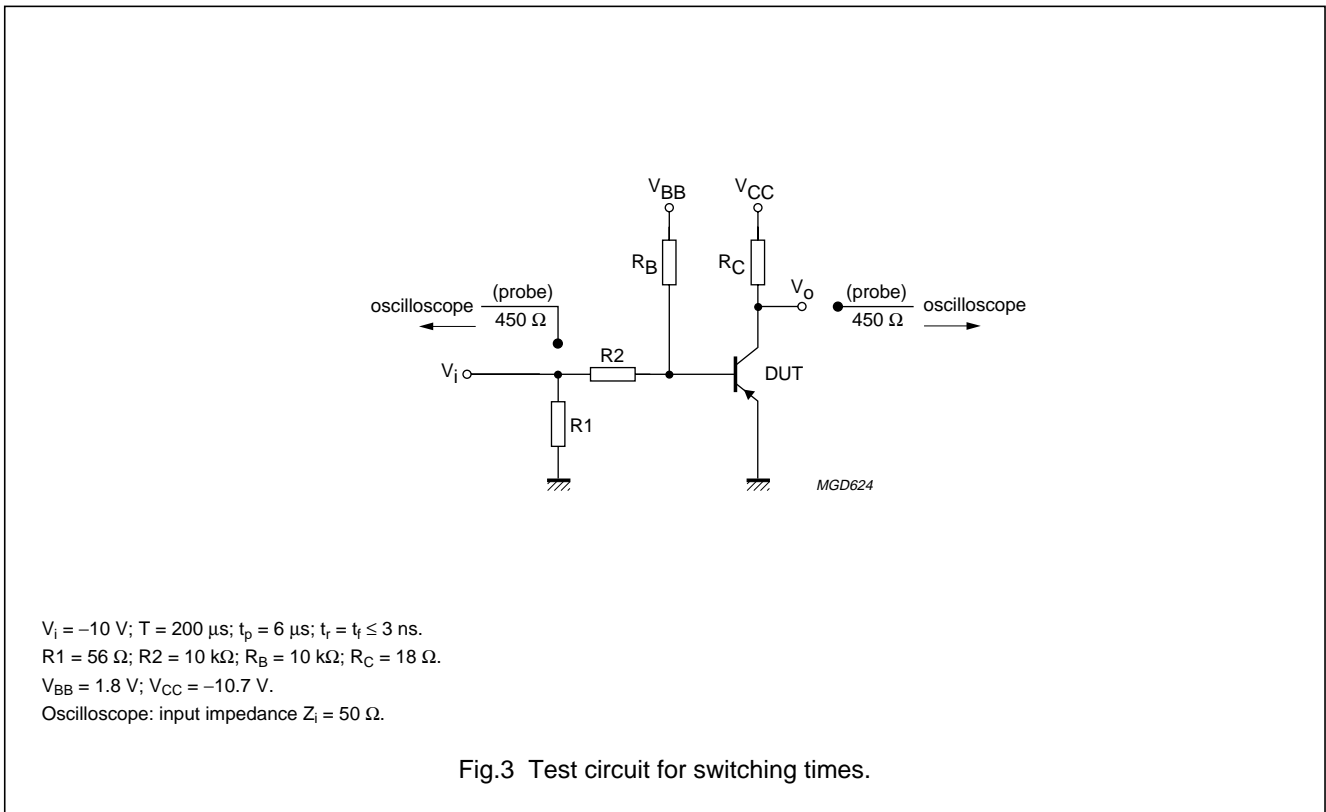 V_BB
V_CC
R_B
R_C
V_o
(probe)
oscilloscope
450 Ω
(probe)
oscilloscope
450 Ω
R2
V_i
DUT
R1
MGD624
V_i = −10 V; T = 200 μs; t_p = 6 μs; t_r = t_f ≤ 3 ns.
R1 = 56 Ω; R2 = 10 kΩ; R_B = 10 kΩ; R_C = 18 Ω.
V_BB = 1.8 V; V_CC = −10.7 V.
Oscilloscope: input impedance Z_i = 50 Ω.
Fig.3 Test circuit for switching times.